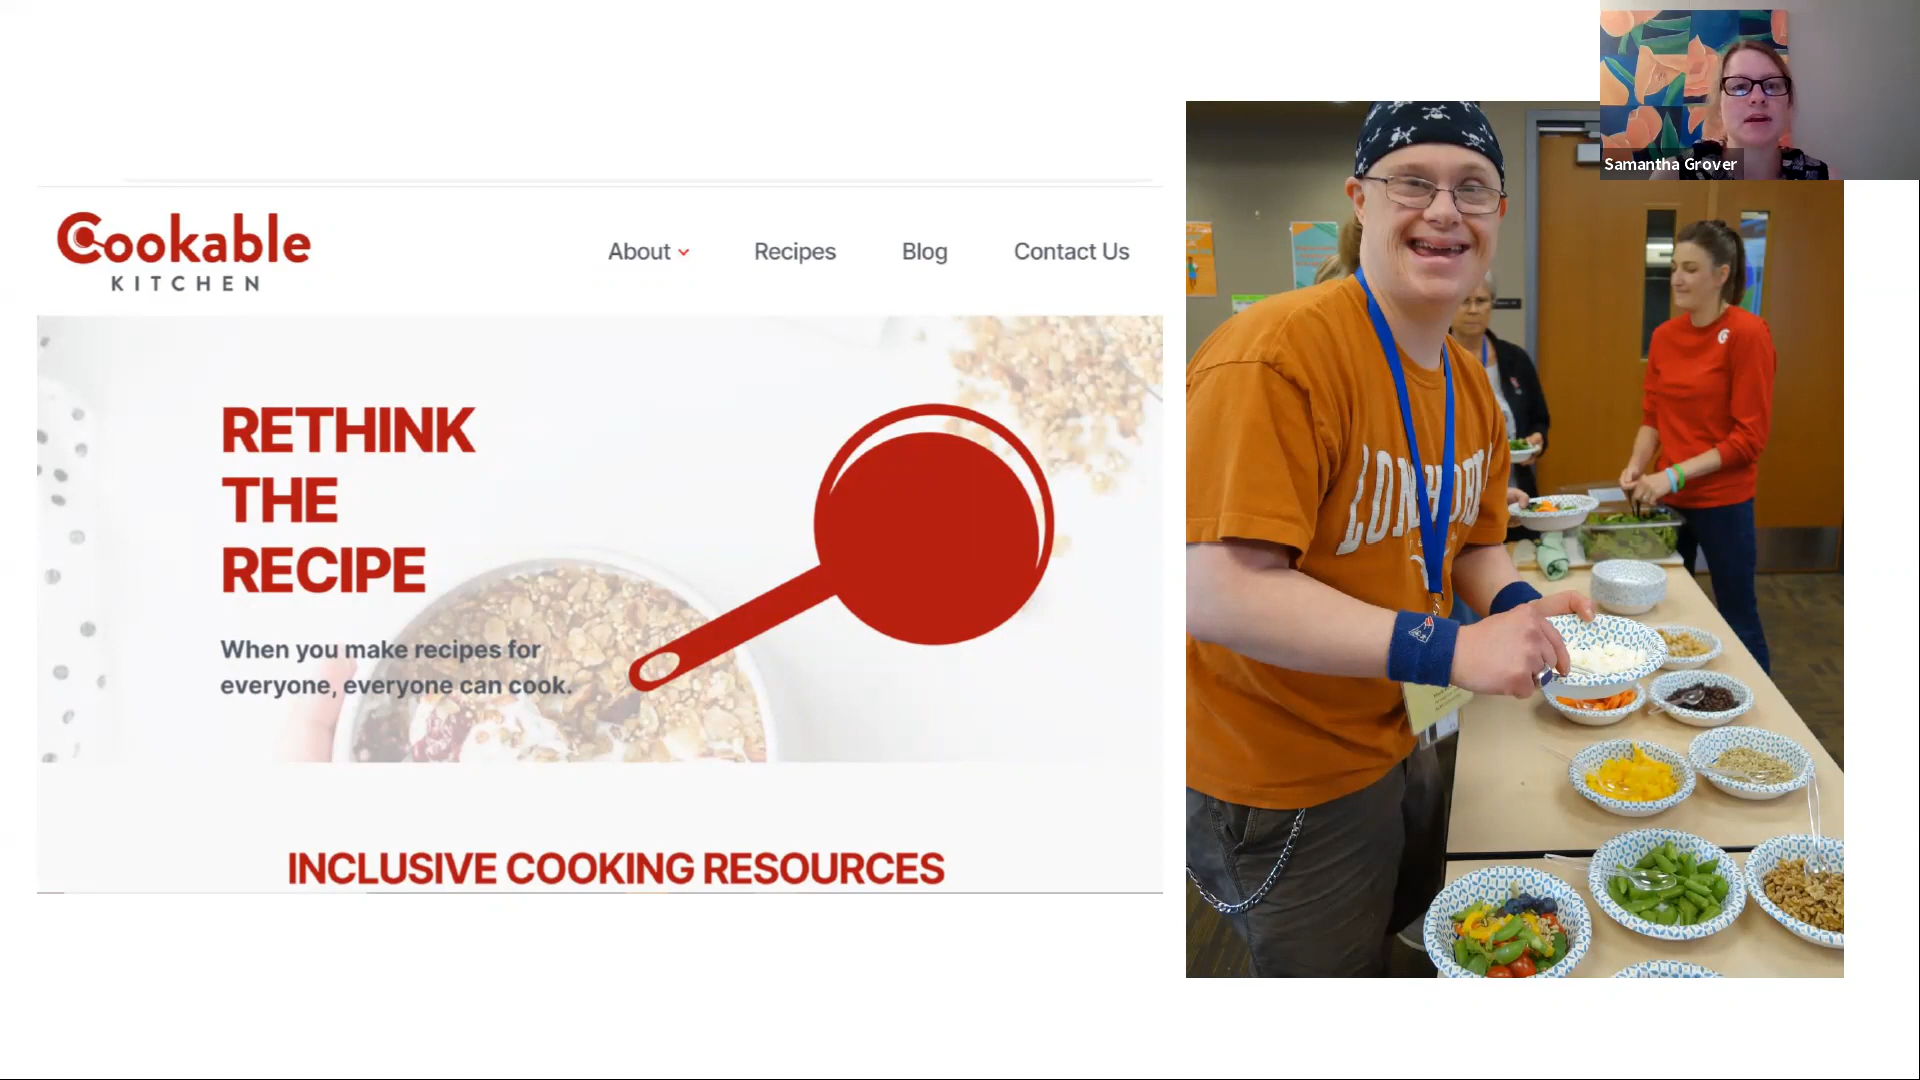 Samantha Grover
Cookable
KITCHEN
About
Recipes
Blog
Contact Us
RETHINK
THE
RECIPE
When you make recipes for
everyone, everyone can cook.
INCLUSIVE COOKING RESOURCES